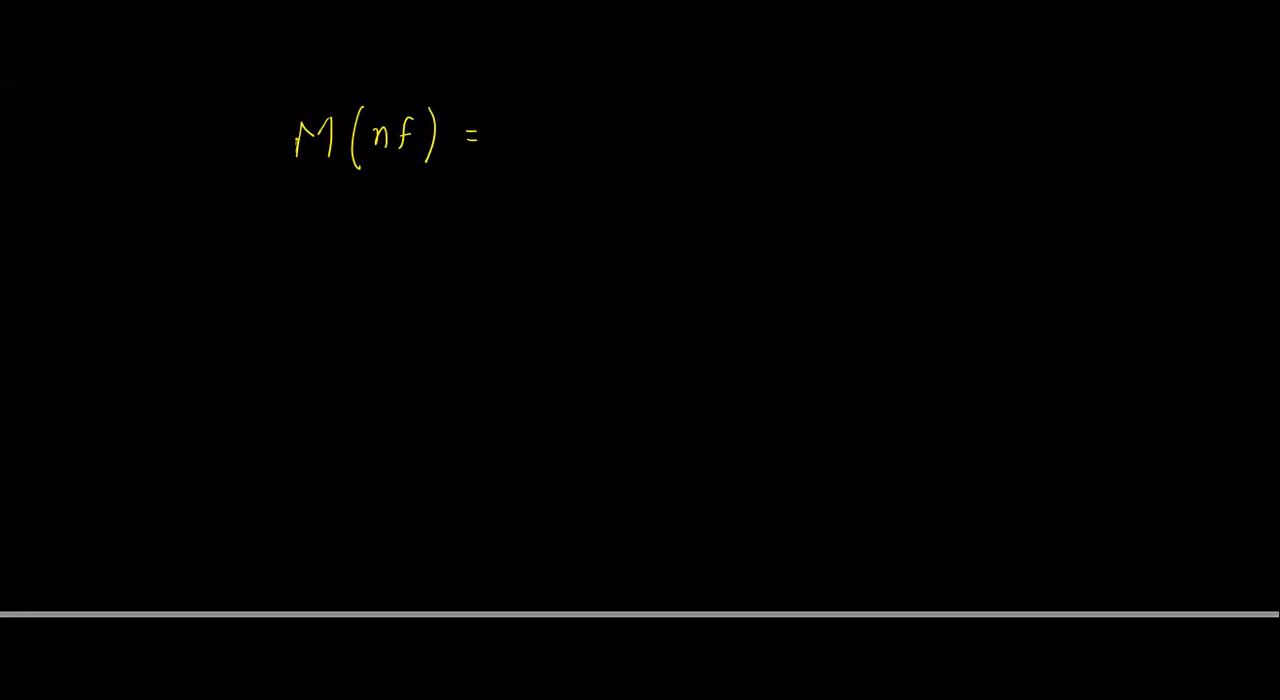 M(nf) =